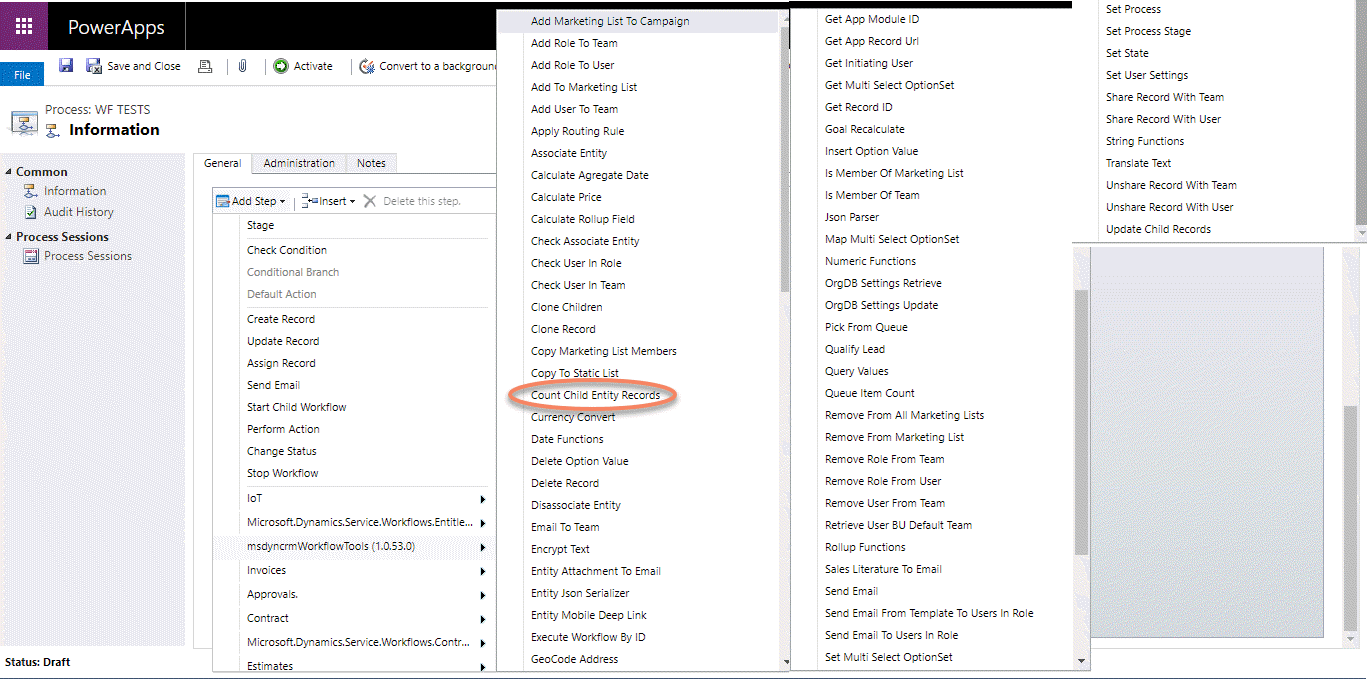 PowerApps
File
Save and Close
Activate
Convert to a background
Process: WF TESTS
Information
Common
Information
Audit History
Process Sessions
Process Sessions
Status: Draft
General
Administration
Notes
Add Step
Insert
Delete this step.
Stage
Check Condition
Conditional Branch
Default Action
Create Record
Update Record
Assign Record
Send Email
Start Child Workflow
Perform Action
Change Status
Stop Workflow
IoT
Microsoft.Dynamics.Service.Workflows.Entitle...
msdyncrmWorkflowTools (1.0.53.0)
Invoices
Approvals.
Contract
Microsoft.Dynamics.Service.Workflows.Contr...
Estimates
Add Marketing List To Campaign
Add Role To Team
Add Role To User
Add To Marketing List
Add User To Team
Apply Routing Rule
Associate Entity
Calculate Agregate Date
Calculate Price
Calculate Rollup Field
Check Associate Entity
Check User In Role
Check User In Team
Clone Children
Clone Record
Copy Marketing List Members
Copy To Static List
Count Child Entity Records
Currency Convert
Date Functions
Delete Option Value
Delete Record
Disassociate Entity
Email To Team
Encrypt Text
Entity Attachment To Email
Entity Json Serializer
Entity Mobile Deep Link
Execute Workflow By ID
GeoCode Address
Get App Module ID
Get App Record Url
Get Initiating User
Get Multi Select OptionSet
Get Record ID
Goal Recalculate
Insert Option Value
Is Member Of Marketing List
Is Member Of Team
Json Parser
Map Multi Select OptionSet
Numeric Functions
OrgDB Settings Retrieve
OrgDB Settings Update
Pick From Queue
Qualify Lead
Query Values
Queue Item Count
Remove From All Marketing Lists
Remove From Marketing List
Remove Role From Team
Remove Role From User
Remove User From Team
Retrieve User BU Default Team
Rollup Functions
Sales Literature To Email
Send Email
Send Email From Template To Users In Role
Send Email To Users In Role
Set Multi Select OptionSet
Set Process
Set Process Stage
Set State
Set User Settings
Share Record With Team
Share Record With User
String Functions
Translate Text
Unshare Record With Team
Unshare Record With User
Update Child Records